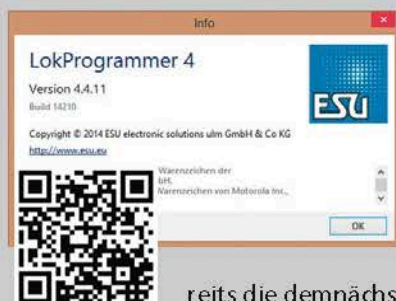 Info
LokProgrammer 4
Version 4.4.11
Build 14210
ESU
Copyright © 2014 ESU electronic solutions ulm GmbH & Co KG
http://www.esu.eu
Warenzeichen der
bH.
Warenzeichen von Motorola Inc.,
OK
reits die demnächs